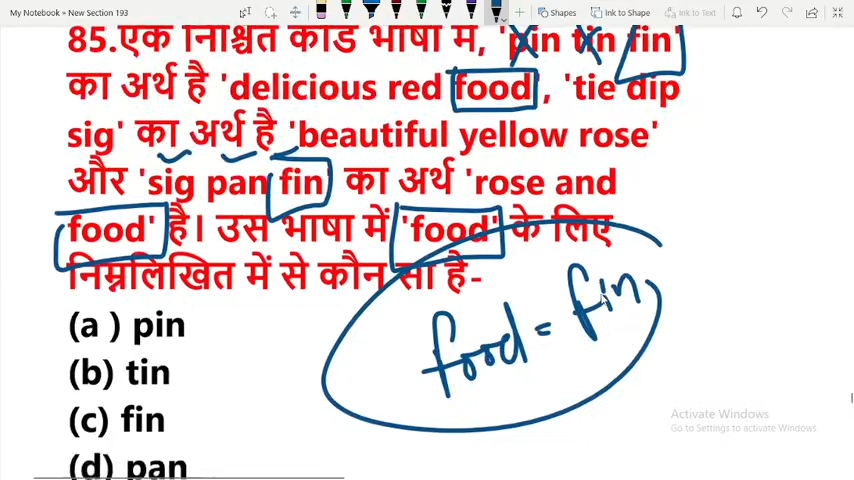 My Notebook » New Section 193
Shapes
Ink to Shape
Ink to Text
85.एक निश्चित कोड भाषा में, 'pin tin fin'
का अर्थ है 'delicious red food', 'tie dip
sig' का अर्थ है 'beautiful yellow rose'
और 'sig pan fin' का अर्थ 'rose and
food' है। उस भाषा में 'food' के लिए
निम्नलिखित में से कौन सा है-
food = fin
(a ) pin
(b) tin
(c) fin
(d) pan
Activate Windows
Go to Settings to activate Windows.